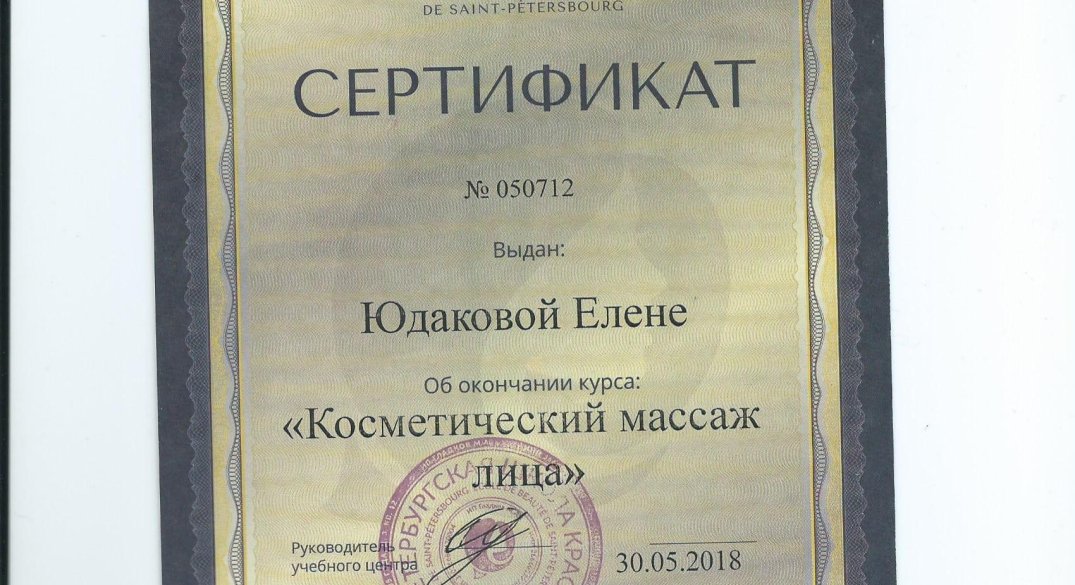 DE SAINT-PÉTERSBOURG
СЕРТИФИКАТ
№ 050712
Выдан:
Юдаковой Елене
Об окончании курса:
«Косметический массаж
лица»
Руководитель
учебного центра
30.05.2018